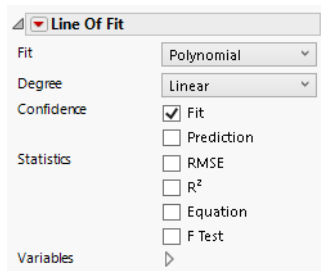 Line Of Fit
Fit Polynomial
Degree Linear
Confidence Fit
Prediction
Statistics RMSE
R²
Equation
F Test
Variables